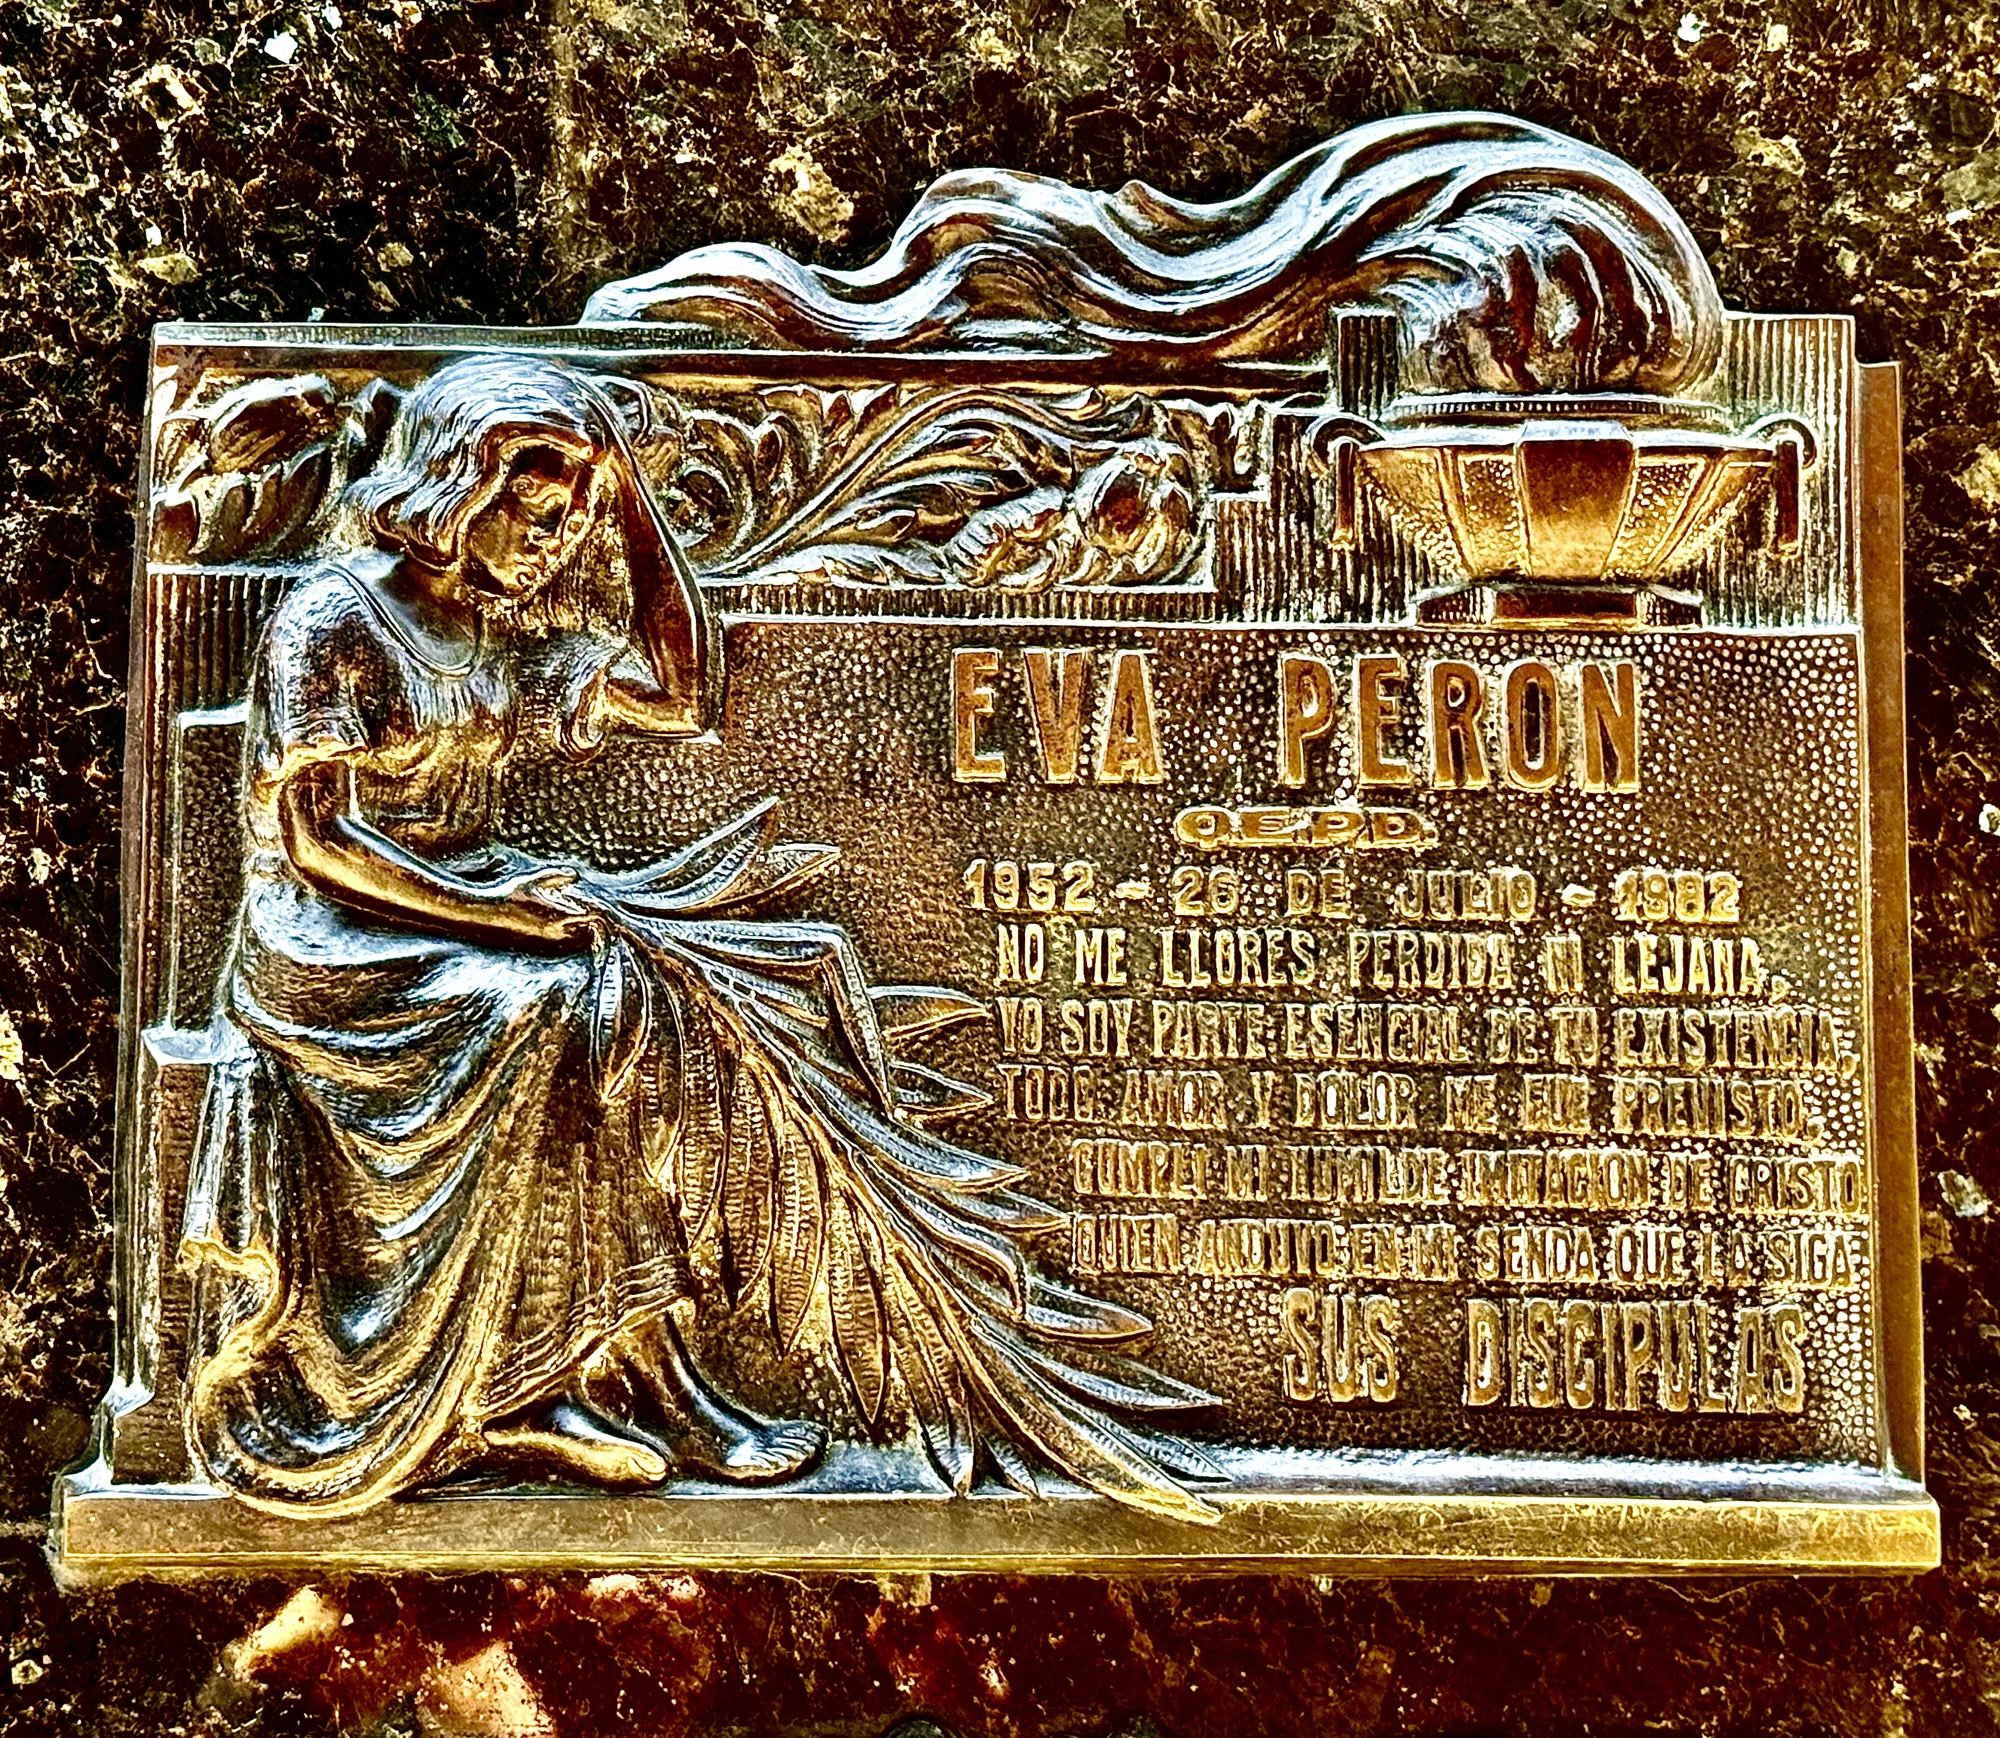 EVA PERON
Q.E.P.D.
1952 - 26 DE JULIO - 1982
NO ME LLORES PERDIDA NI LEJANA,
YO SOY PARTE ESENCIAL DE TU EXISTENCIA,
TODO AMOR Y DOLOR ME FUE PREVISTO,
CUMPLI MI HUMILDE IMITACION DE CRISTO
QUIEN ANDUVO EN MI SENDA QUE LA SIGA
SUS DISCIPULAS